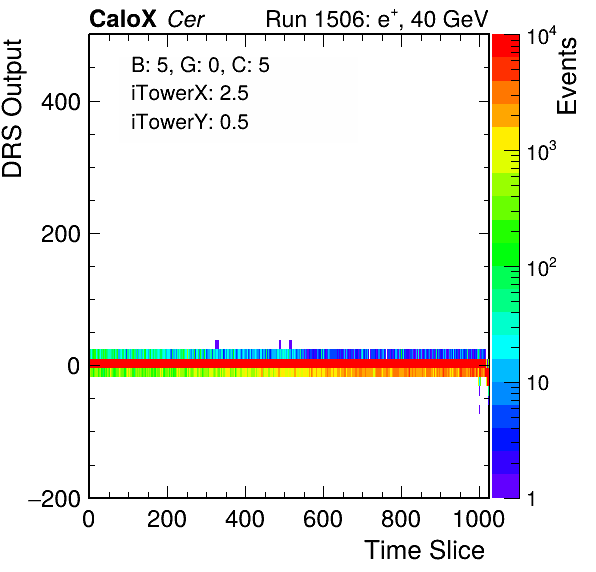 CaloX Cer Run 1506: e⁺, 40 GeV
B: 5, G: 0, C: 5
iTowerX: 2.5
iTowerY: 0.5
DRS Output
400
200
0
−200
0 200 400 600 800 1000
Time Slice
Events
10⁴
10³
10²
10
1